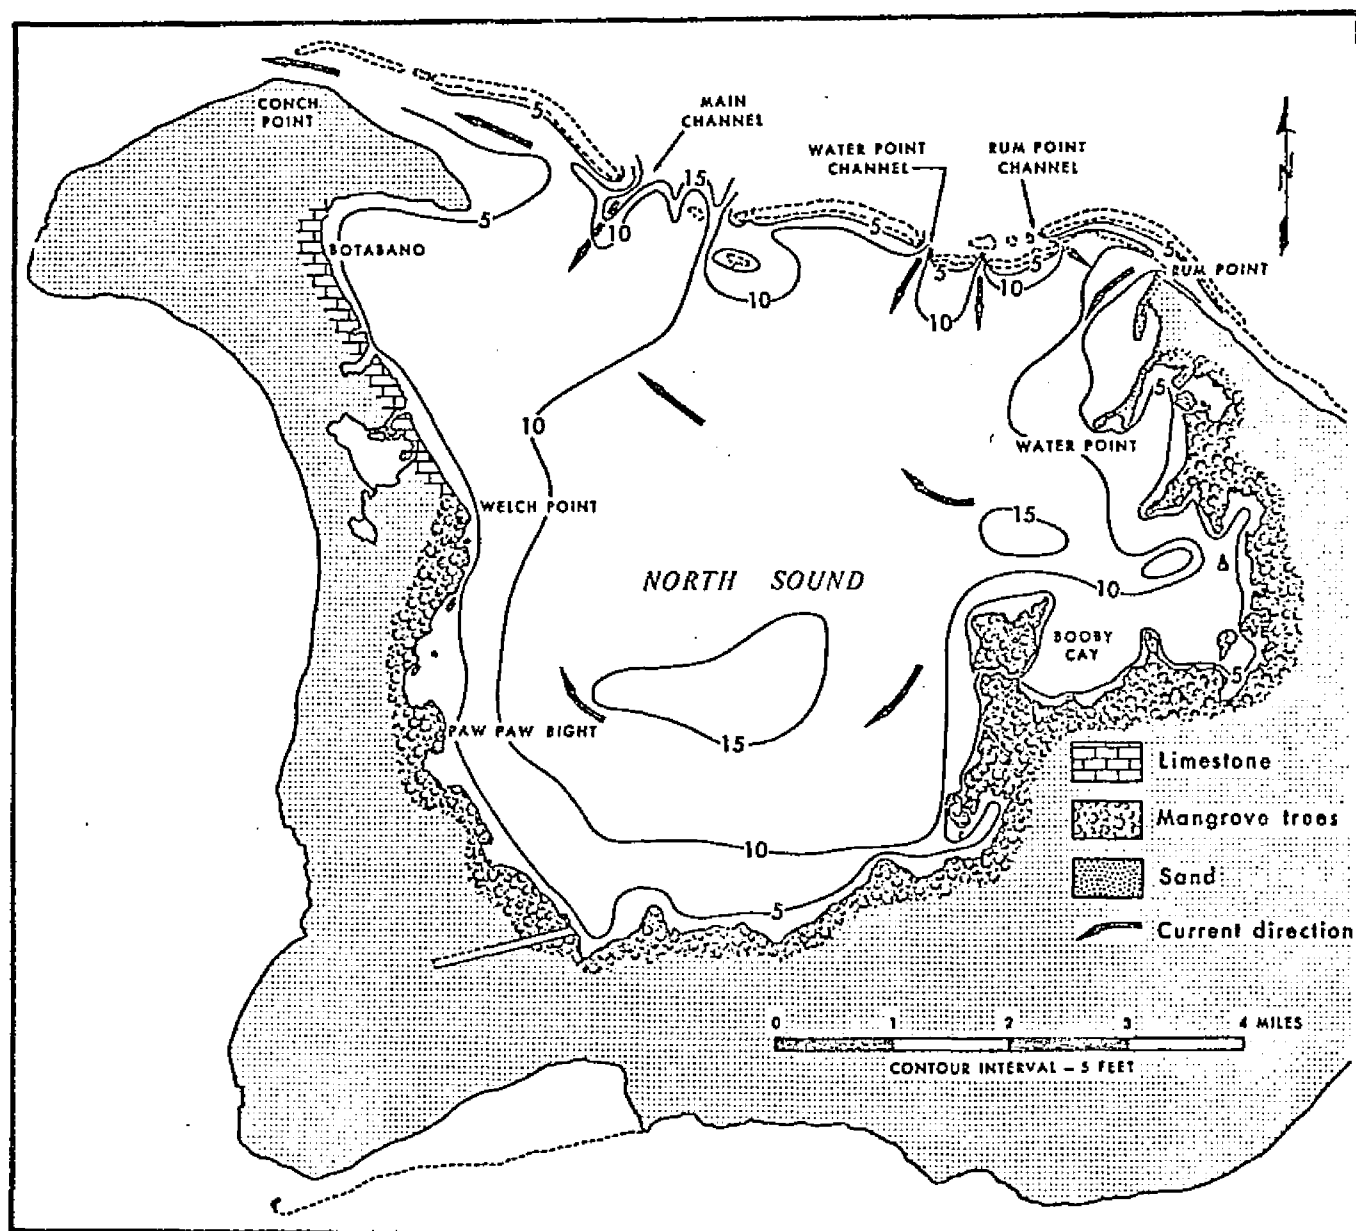 CONCH
POINT
5
MAIN
CHANNEL
WATER POINT
CHANNEL
RUM POINT
CHANNEL
N
15
5
10
5
5
5
5
10
10
10
5
RUM POINT
BOTABANO
10
5
WATER POINT
WELCH POINT
15
NORTH SOUND
10
BOOBY
CAY
5
PAW PAW BIGHT
15
10
5
Limestone
Mangrove trees
Sand
Current direction
0 1 2 3 4 MILES
CONTOUR INTERVAL – 5 FEET